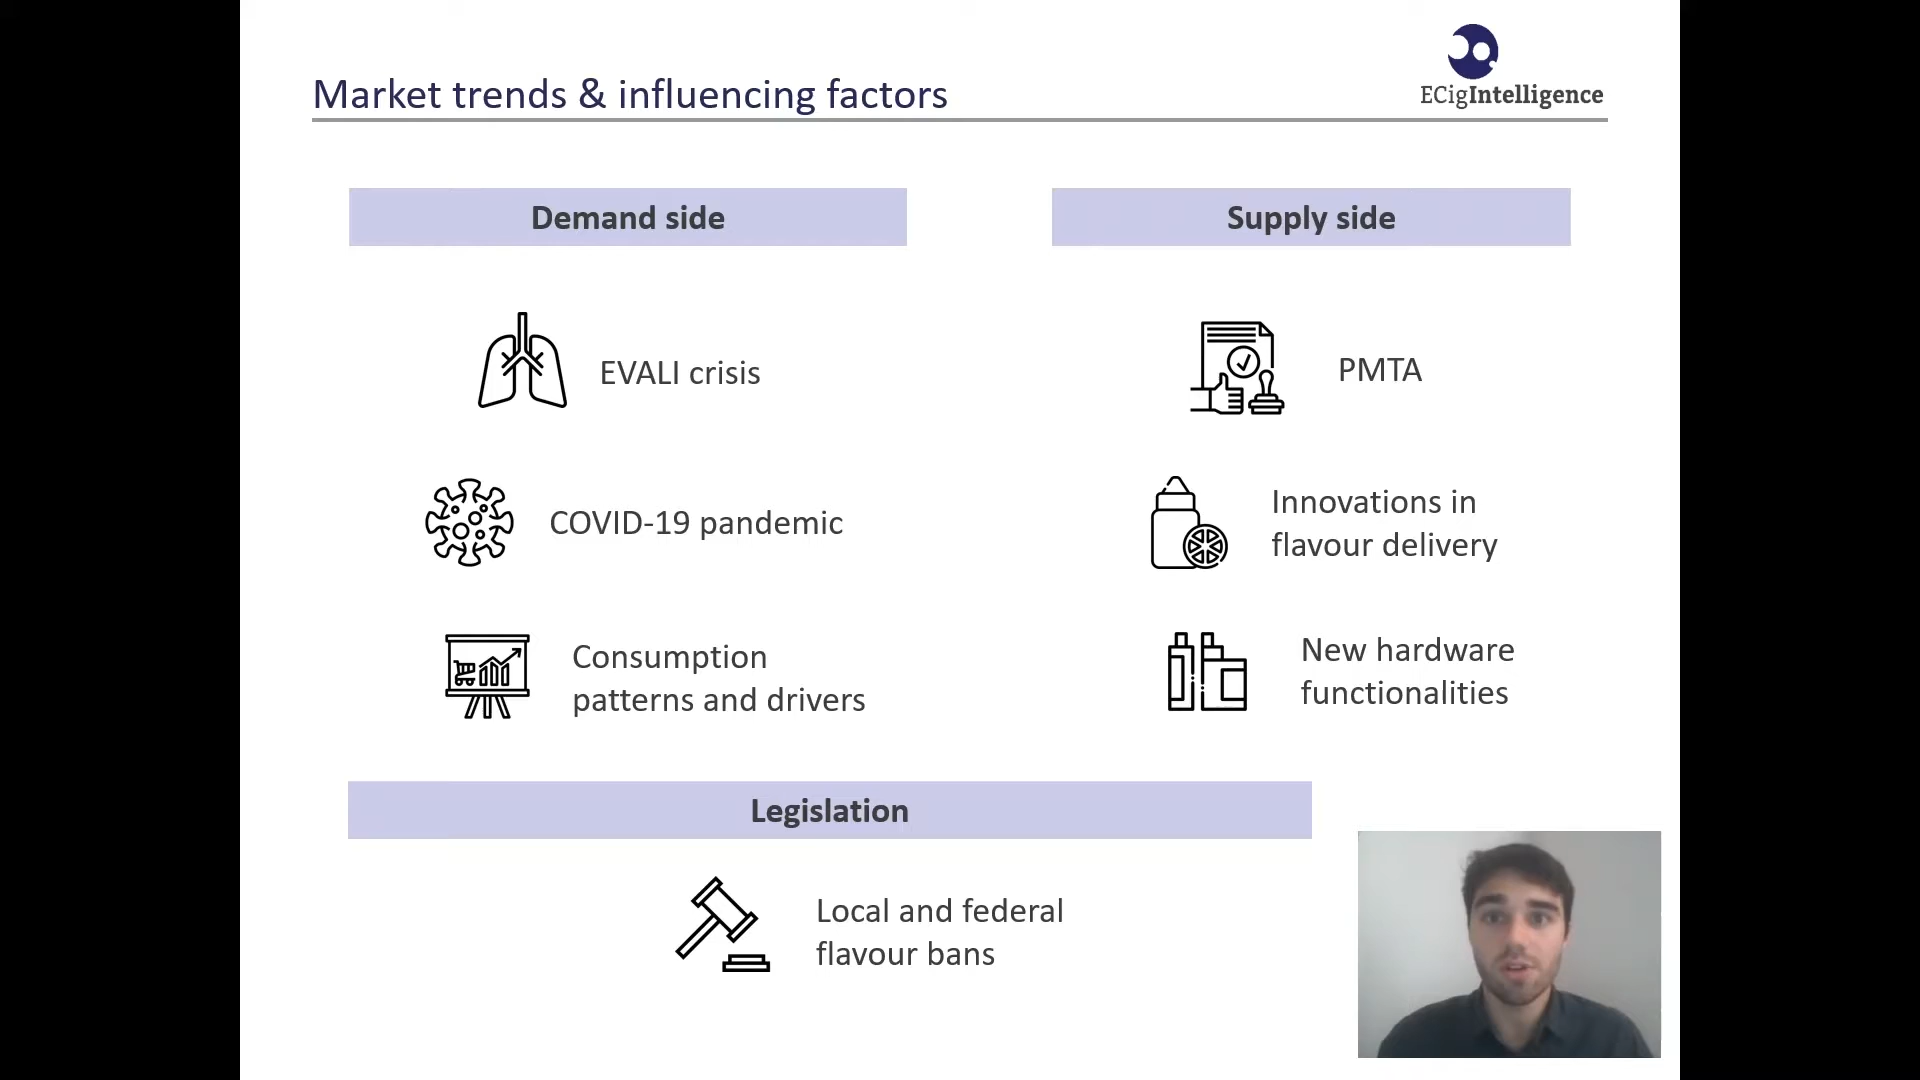 Market trends & influencing factors
ECigIntelligence
Demand side
Supply side
EVALI crisis
PMTA
COVID-19 pandemic
Innovations in
flavour delivery
Consumption
patterns and drivers
New hardware
functionalities
Legislation
Local and federal
flavour bans